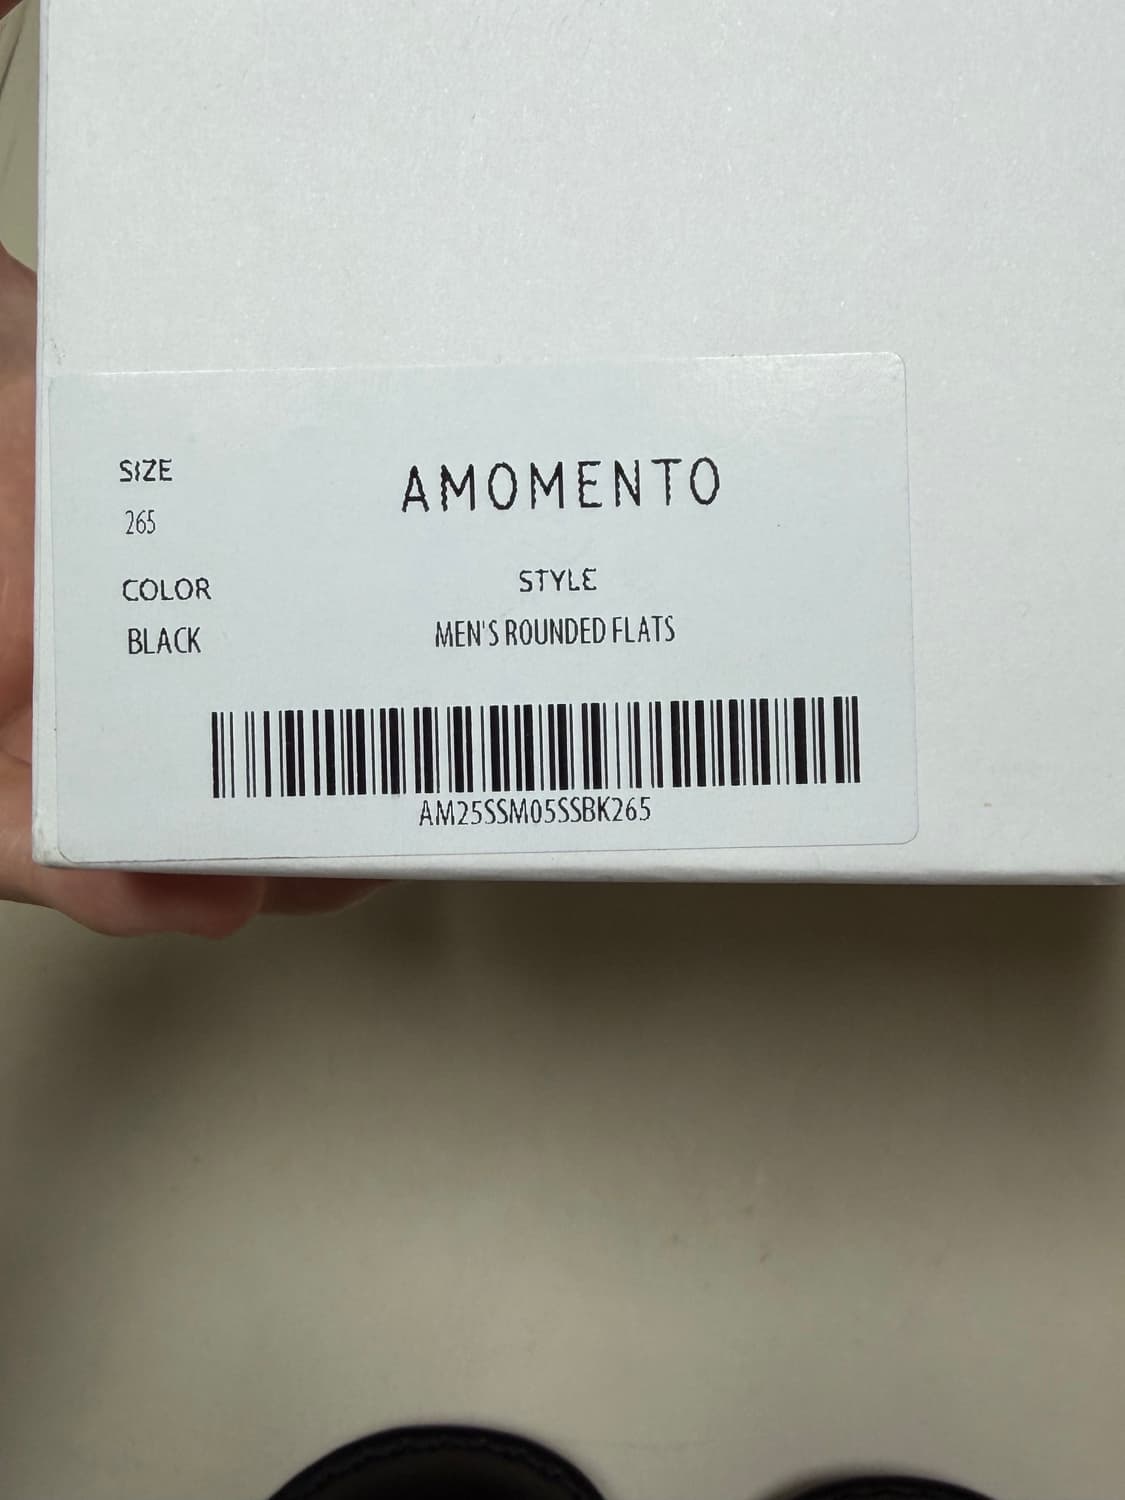 SIZE
265
COLOR
BLACK
AMOMENTO
STYLE
MEN'S ROUNDED FLATS
AM25SSM05SSBK265